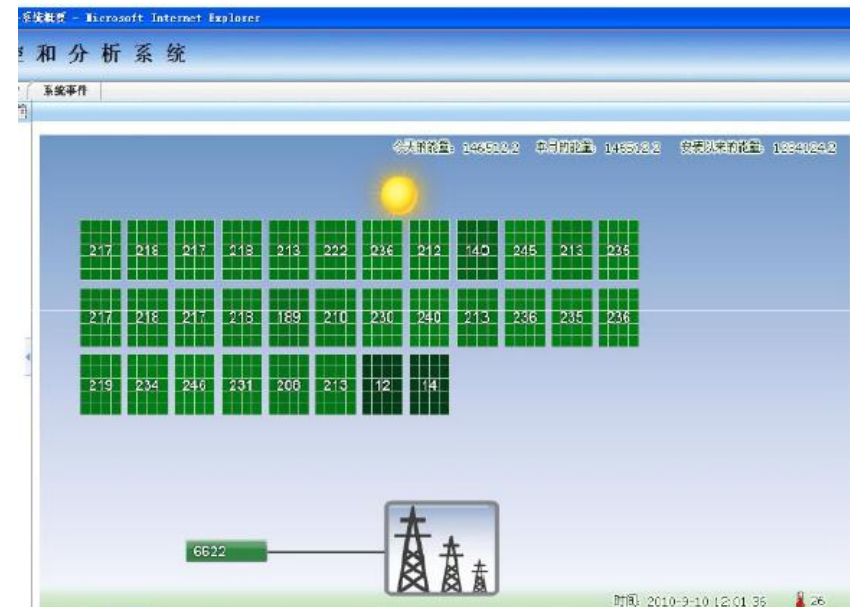 系统概要 - Microsoft Internet Explorer
和分析系统
系统事件
今天的能量: 146512.2 本月的能量: 146512.2 安装以来的能量: 1234124.2
217 218 217 218 213 222 236 212 140 245 213 235
217 218 217 218 189 210 230 240 213 236 235 236
219 234 246 231 208 213 12 14
6622
时间: 2010-9-10 12:01:36 26